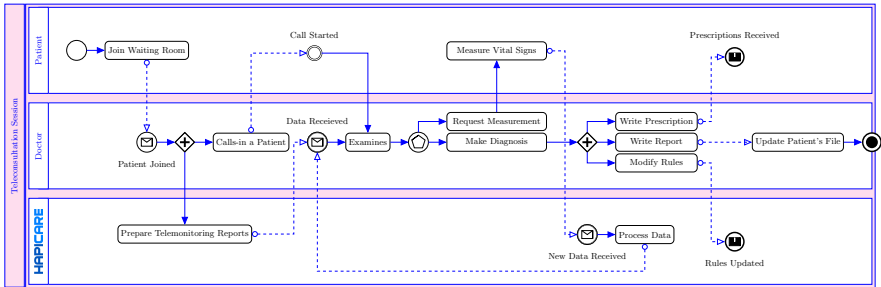 Teleconsultation Session
Patient
Join Waiting Room
Call Started
Measure Vital Signs
Prescriptions Received
Doctor
Patient Joined
Calls-in a Patient
Data Receieved
Examines
Request Measurement
Make Diagnosis
Write Prescription
Write Report
Modify Rules
Update Patient's File
HAPICARE
Prepare Telemonitoring Reports
New Data Received
Process Data
Rules Updated